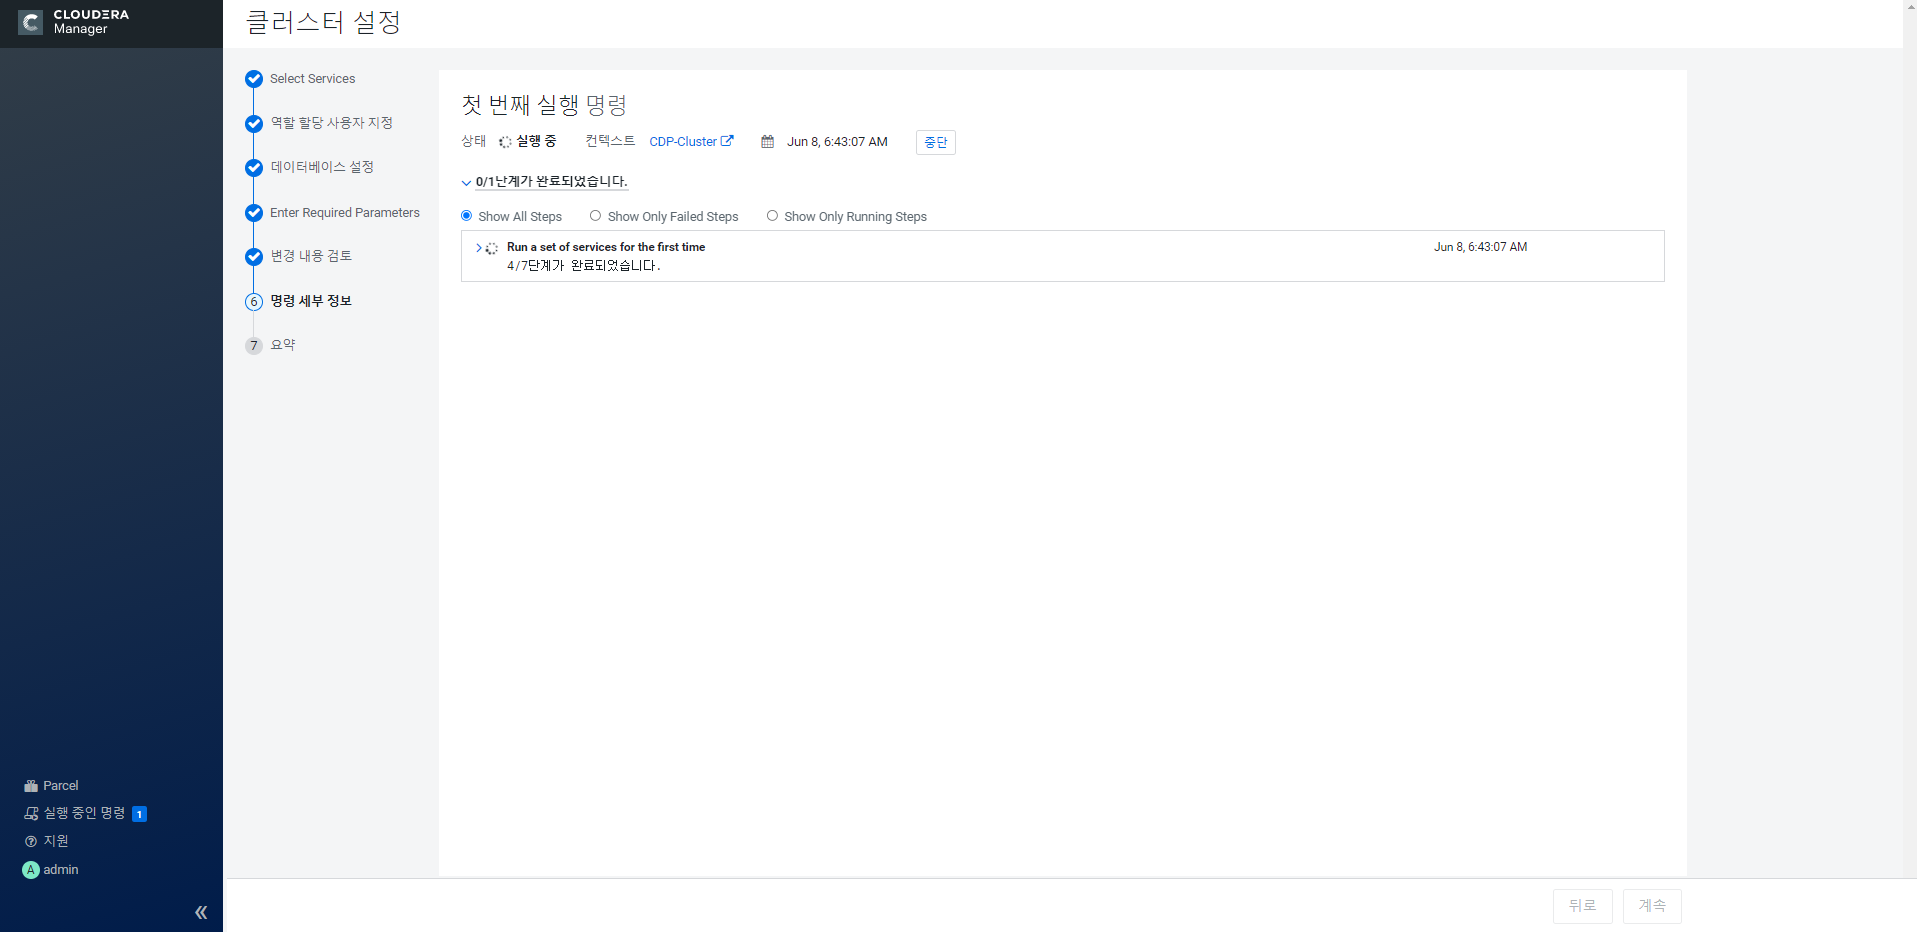 CLOUDERA
Manager
클러스터 설정
Select Services
역할 할당 사용자 지정
데이터베이스 설정
Enter Required Parameters
변경 내용 검토
6 명령 세부 정보
7 요약
첫 번째 실행 명령
상태 실행 중 컨텍스트 CDP-Cluster Jun 8, 6:43:07 AM 중단
0/1단계가 완료되었습니다.
Show All Steps Show Only Failed Steps Show Only Running Steps
Run a set of services for the first time Jun 8, 6:43:07 AM
4/7단계가 완료되었습니다.
Parcel
실행 중인 명령 1
지원
A admin
뒤로 계속